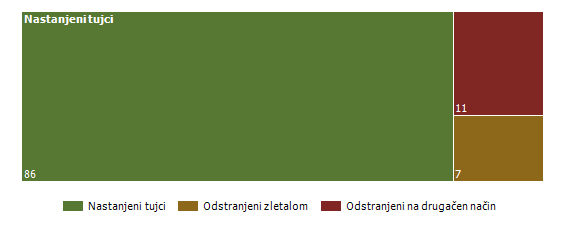 Nastanjeni tujci
11
86
7
Nastanjeni tujci
Odstranjeni z letalom
Odstranjeni na drugačen način